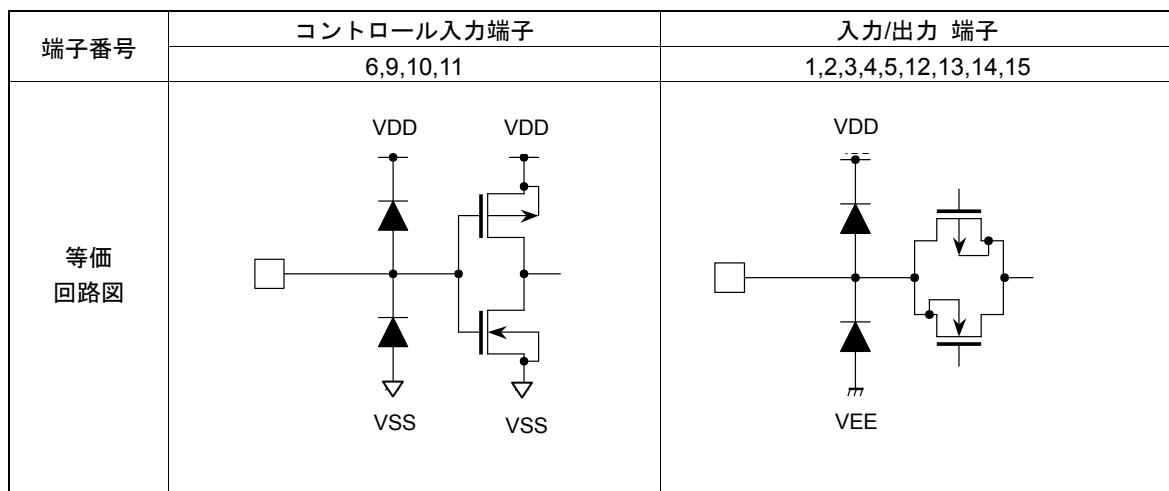 端子番号
コントロール入力端子
入力/出力 端子
6,9,10,11
1,2,3,4,5,12,13,14,15
等価
回路図
VDD
VDD
VSS
VSS
VDD
VEE